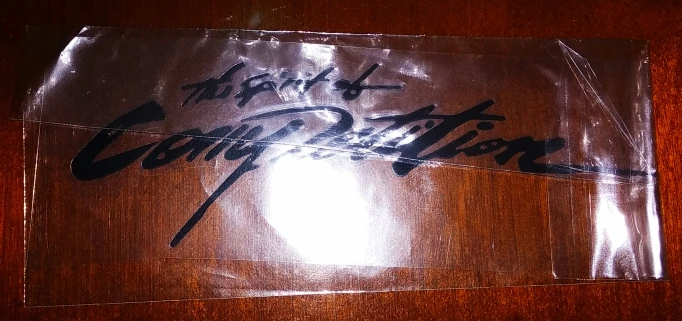 The Spirit of
Competition